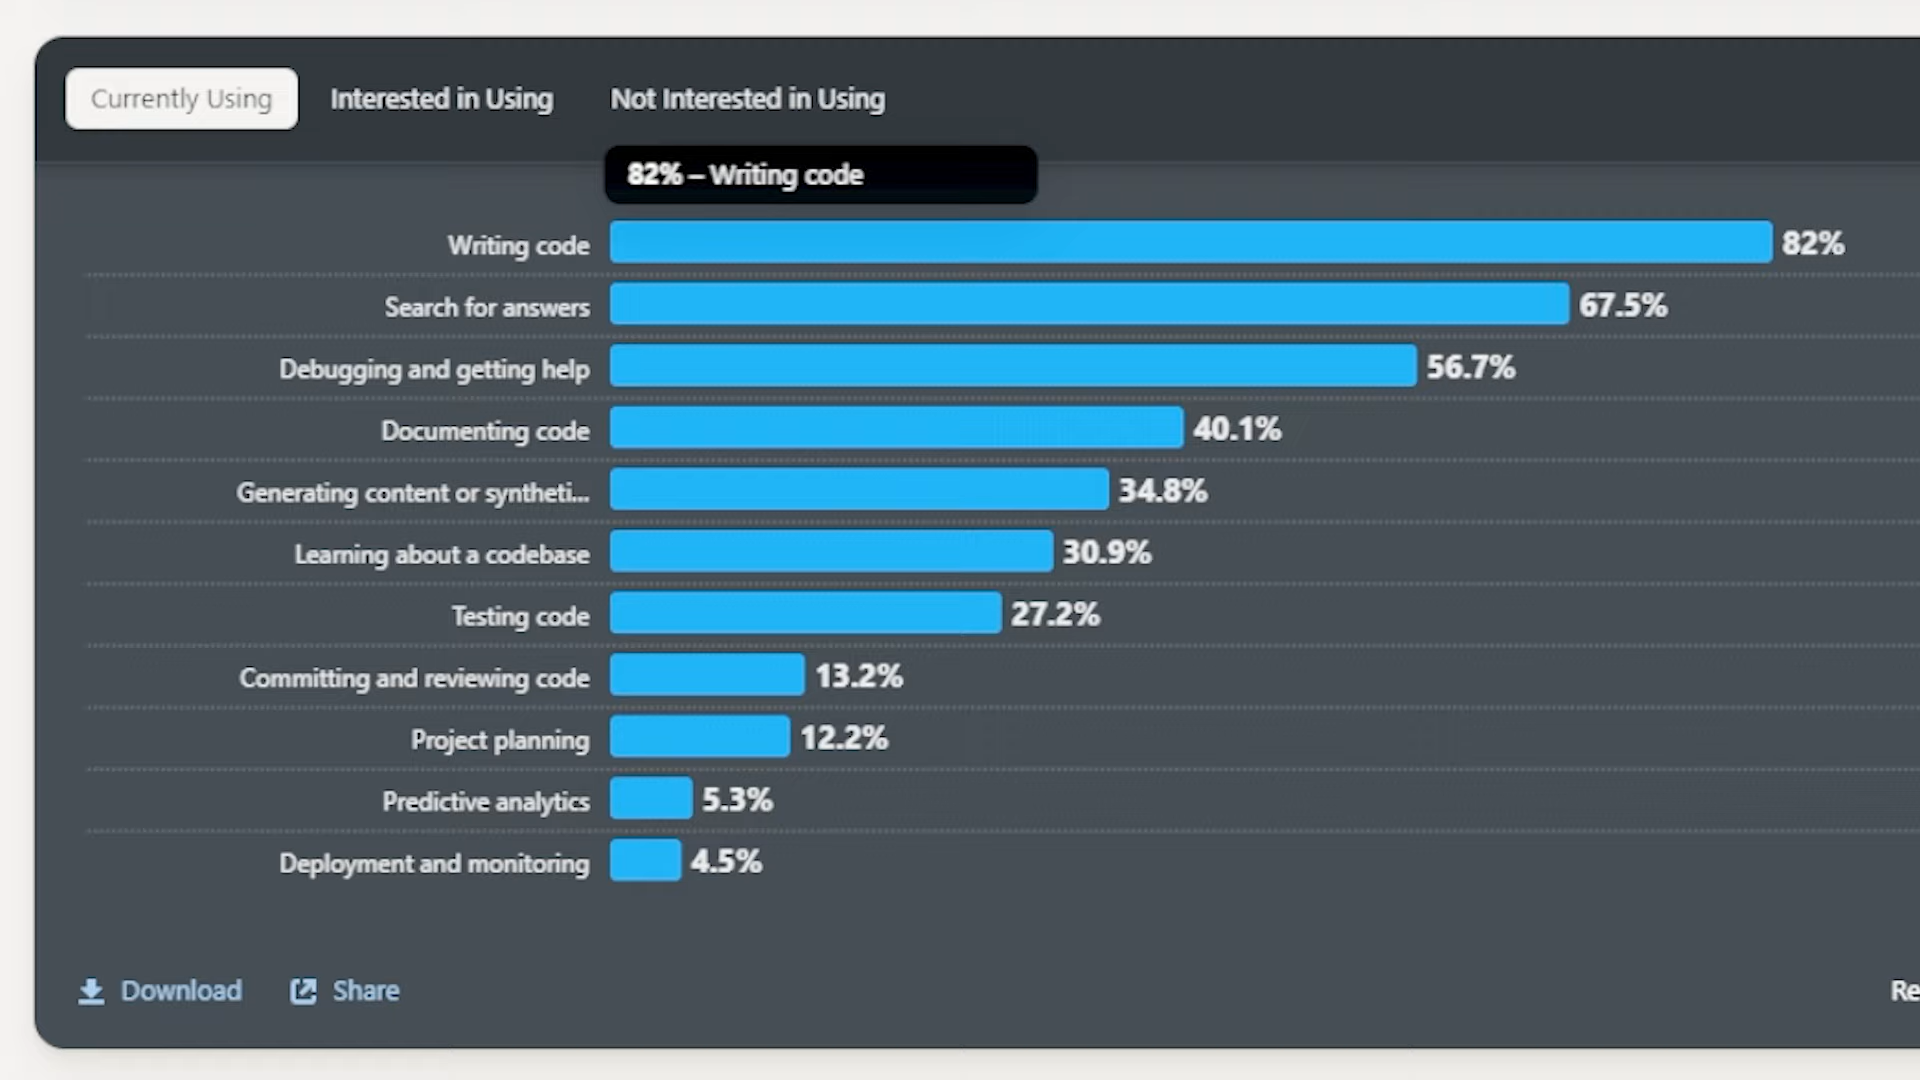 Currently Using Interested in Using Not Interested in Using
82% – Writing code
Writing code 82%
Search for answers 67.5%
Debugging and getting help 56.7%
Documenting code 40.1%
Generating content or syntheti... 34.8%
Learning about a codebase 30.9%
Testing code 27.2%
Committing and reviewing code 13.2%
Project planning 12.2%
Predictive analytics 5.3%
Deployment and monitoring 4.5%
Download Share Re